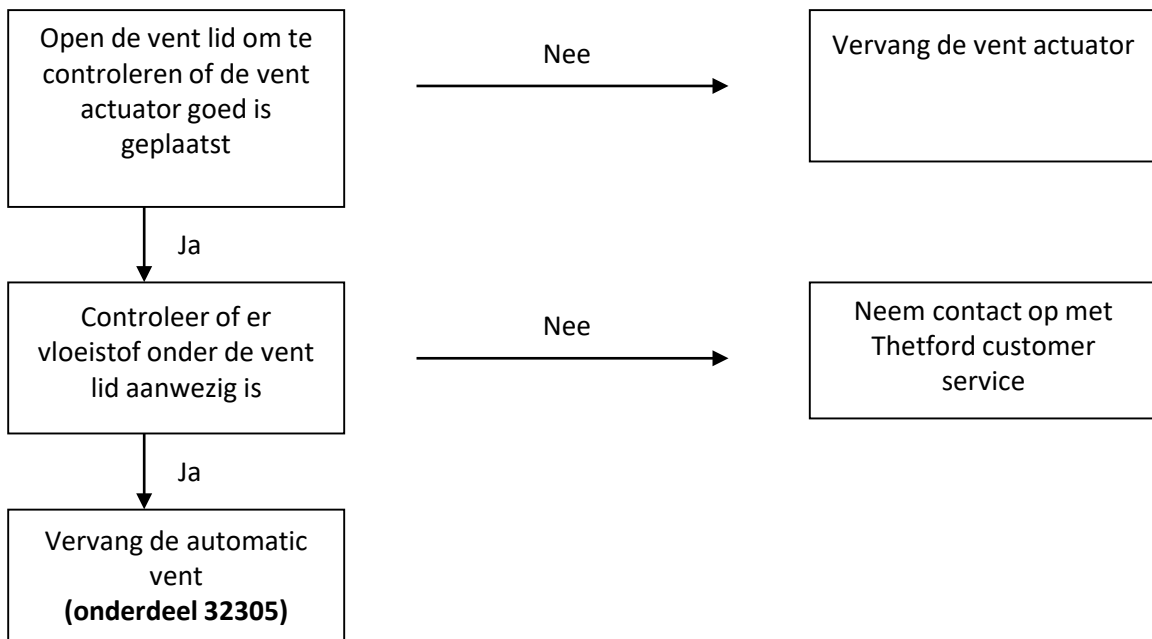 Open de vent lid om te
controleren of de vent
actuator goed is
geplaatst
Nee
Vervang de vent actuator
Ja
Controleer of er
vloeistof onder de vent
lid aanwezig is
Nee
Neem contact op met
Thetford customer
service
Ja
Vervang de automatic
vent
(onderdeel 32305)